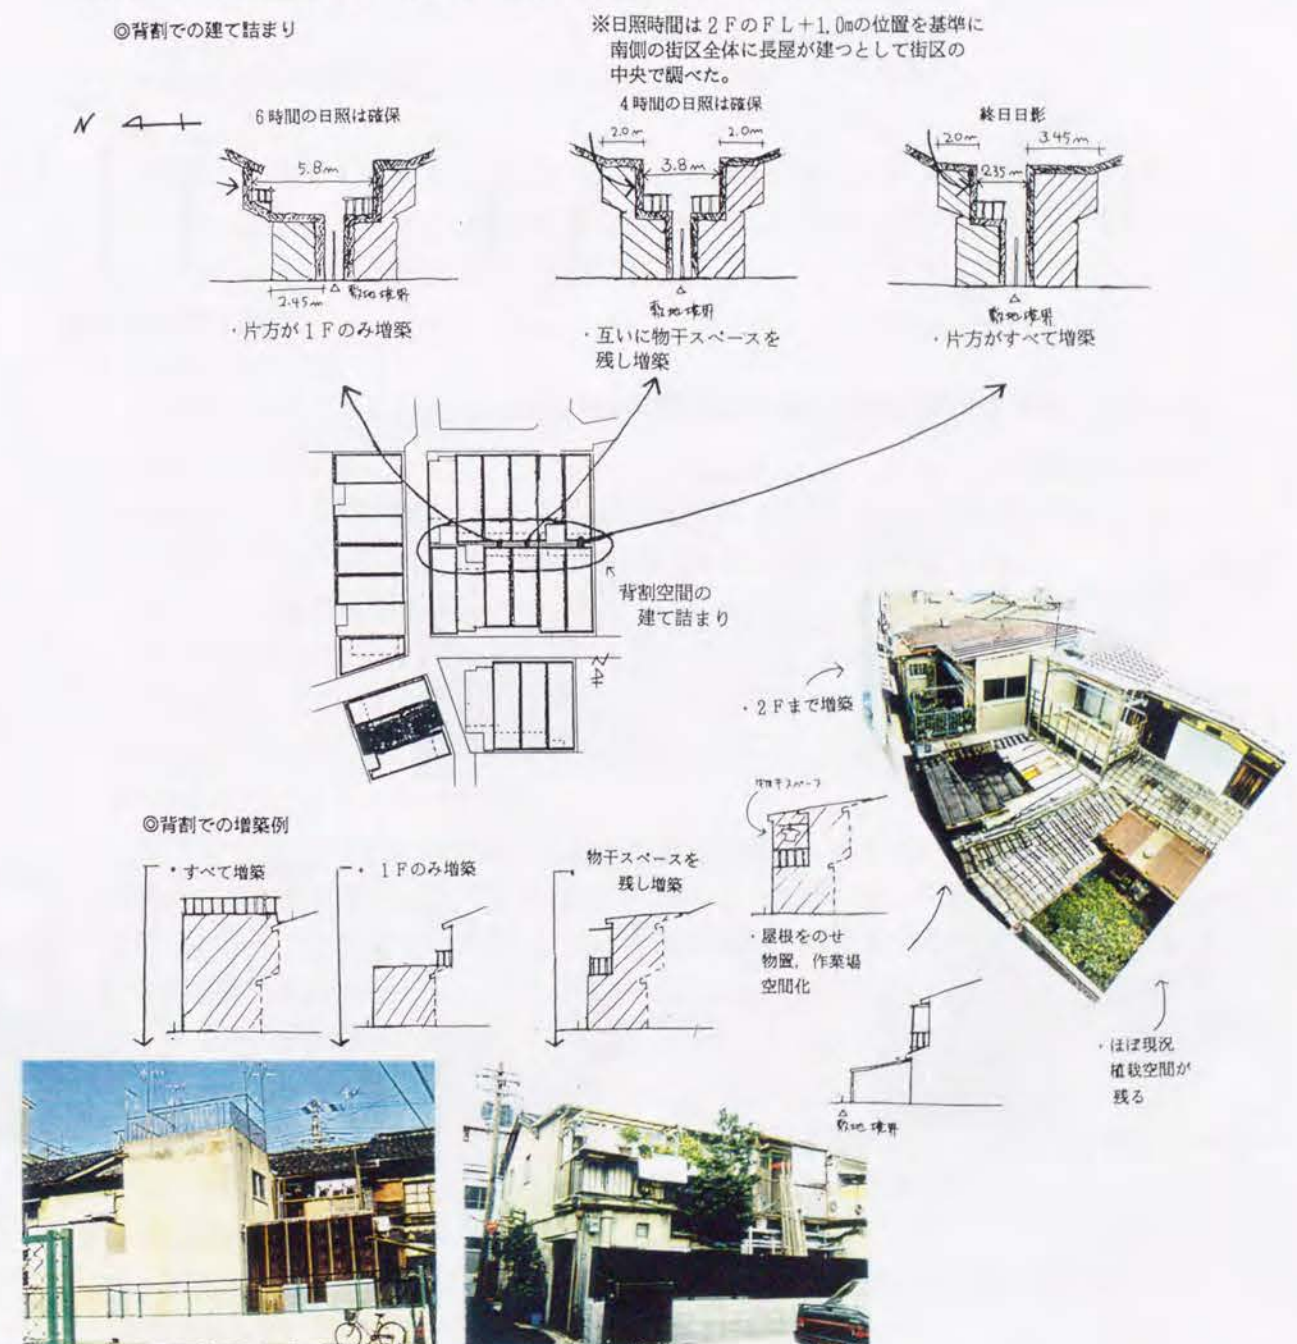 ◎背割での建て詰まり
※日照時間は2FのFL+1.0mの位置を基準に
南側の街区全体に長屋が建つとして街区の
中央で調べた。
N
6時間の日照は確保
5.8m
2.45m
敷地境界
・片方が1Fのみ増築
4時間の日照は確保
2.0m
2.0m
3.8m
敷地境界
・互いに物干スペースを
残し増築
終日日影
2.0m
3.45m
2.35m
敷地境界
・片方がすべて増築
背割空間の
建て詰まり
・2Fまで増築
◎背割での増築例
・すべて増築
・1Fのみ増築
物干スペースを
残し増築
物干スペース
・屋根をのせ
物置，作業場
空間化
敷地境界
・ほぼ現況
植栽空間が
残る